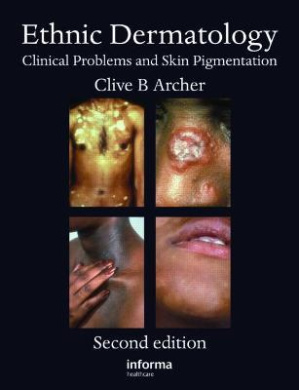 Ethnic Dermatology
Clinical Problems and Skin Pigmentation
Clive B Archer
Second edition
informa
healthcare